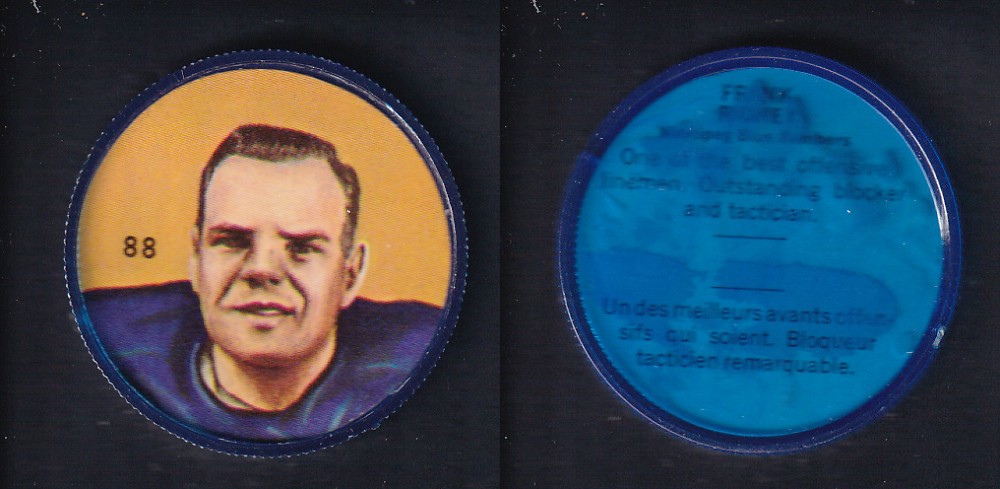 88
FRANK
Winnipeg Blue Bombers
One of the best offensive
linemen. Outstanding blocker
and tactician.
Un des meilleurs avants offen-
sifs qui soient. Bloqueur
tacticien remarquable.